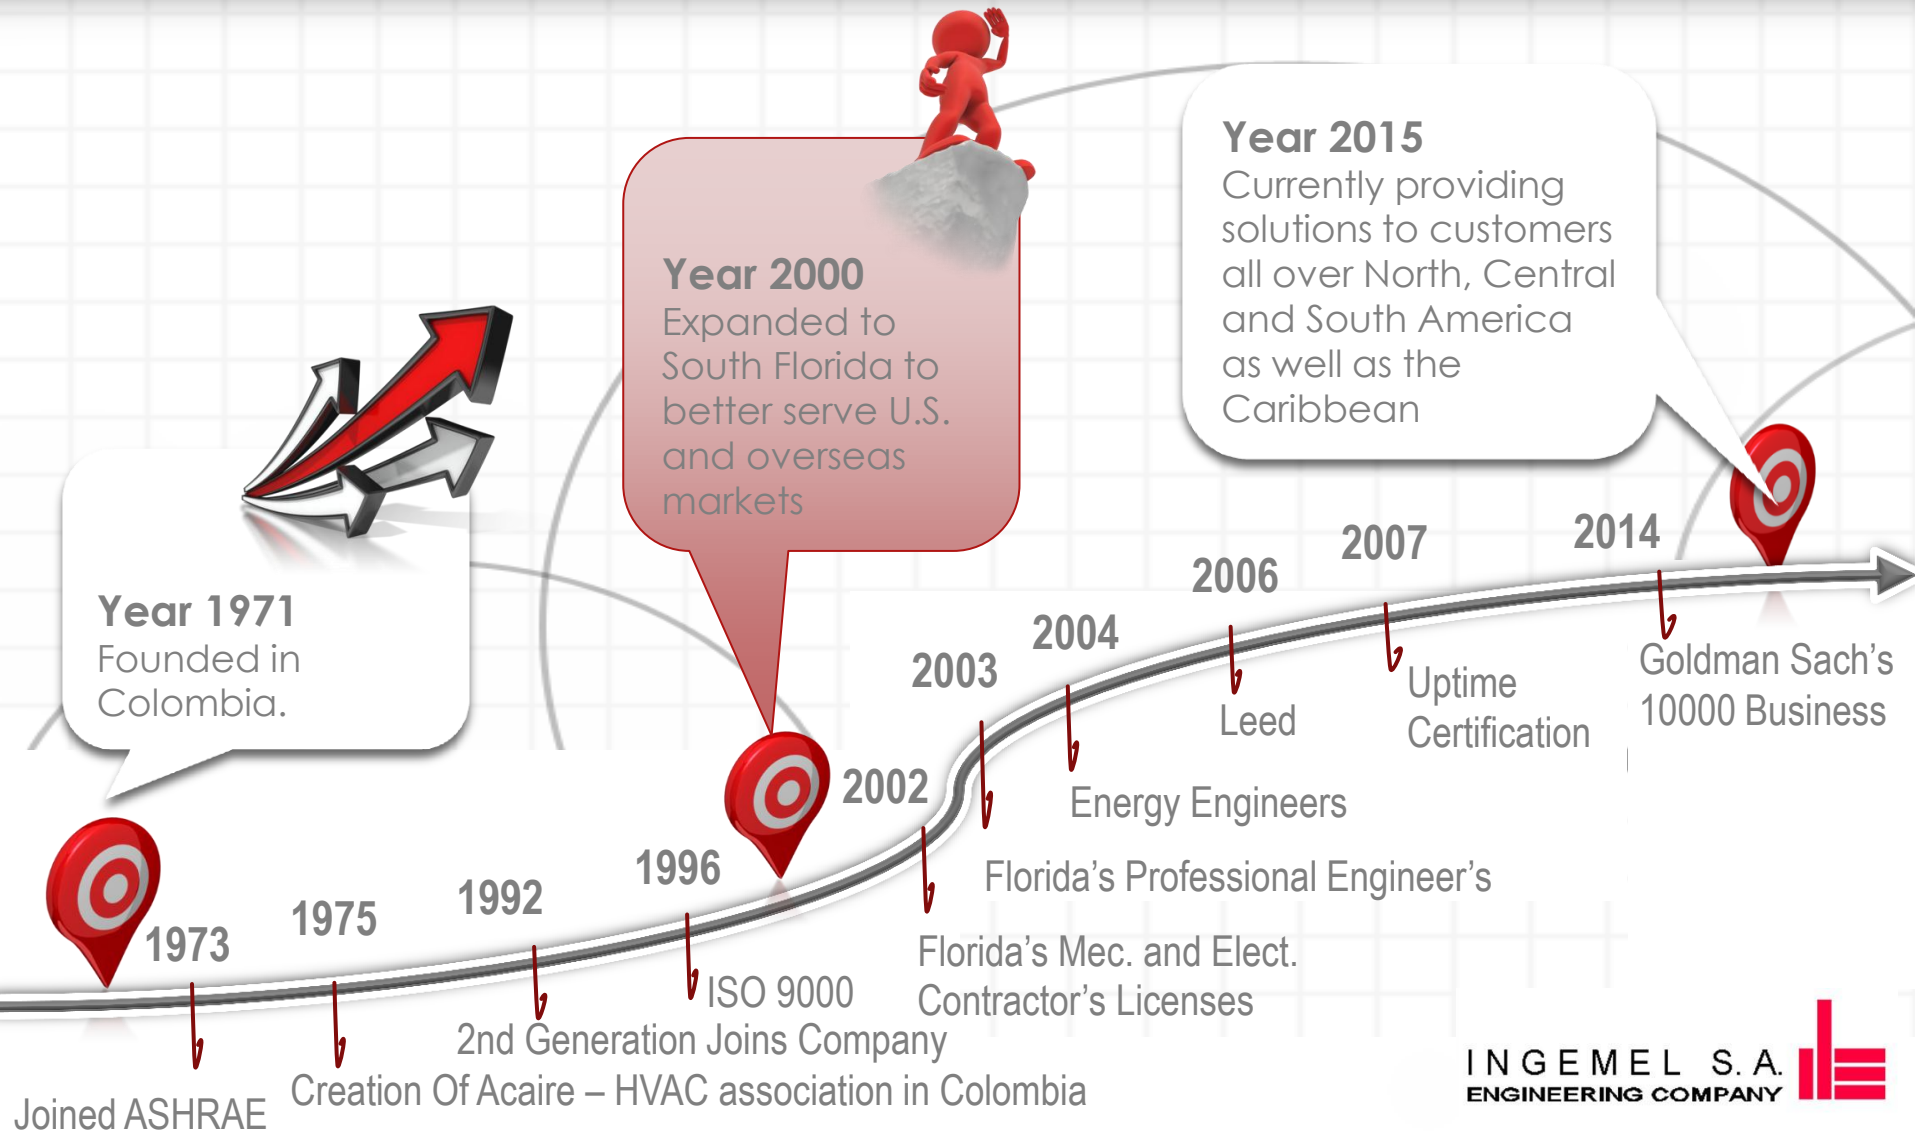 Year 1971
Founded in
Colombia.
Year 2000
Expanded to
South Florida to
better serve U.S.
and overseas
markets
Year 2015
Currently providing
solutions to customers
all over North, Central
and South America
as well as the
Caribbean
1973
Joined ASHRAE
1975
Creation Of Acaire – HVAC association in Colombia
1992
2nd Generation Joins Company
1996
ISO 9000
2002
Florida's Mec. and Elect.
Contractor's Licenses
2003
Florida's Professional Engineer's
2004
Energy Engineers
2006
Leed
2007
Uptime
Certification
2014
Goldman Sach's
10000 Business
INGEMEL S.A.
ENGINEERING COMPANY